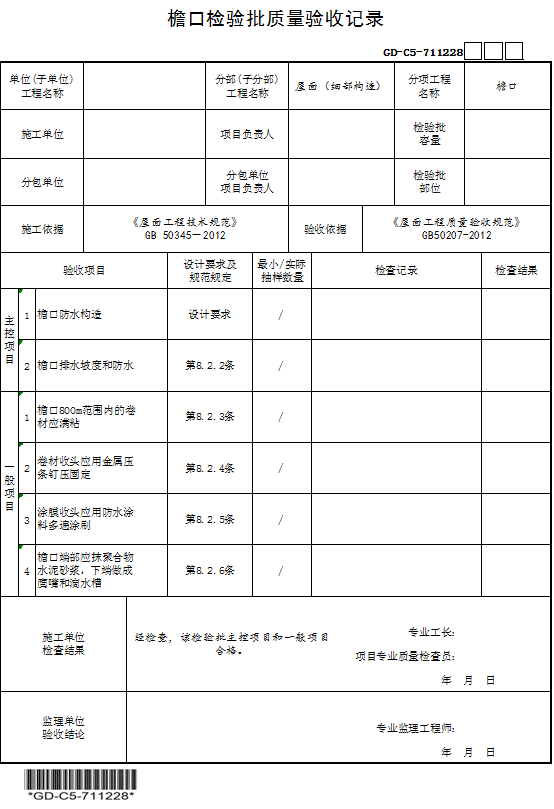 檐口检验批质量验收记录
GD-C5-711228
单位(子单位)
工程名称
分部(子分部)
工程名称
屋面（细部构造）
分项工程
名称
檐口
施工单位
项目负责人
检验批
容量
分包单位
分包单位
项目负责人
检验批
部位
施工依据
《屋面工程技术规范》
GB 50345－2012
验收依据
《屋面工程质量验收规范》
GB50207-2012
验收项目
设计要求及
规范规定
最小/实际
抽样数量
检查记录
检查结果
主控项目
1
檐口防水构造
设计要求
/
2
檐口排水坡度和防水
第8.2.2条
/
一般项目
1
檐口800m范围内的卷
材应满粘
第8.2.3条
/
2
卷材收头应用金属压
条钉压固定
第8.2.4条
/
3
涂膜收头应用防水涂
料多遍涂刷
第8.2.5条
/
4
檐口端部应抹聚合物
水泥砂浆，下端做成
鹰嘴和滴水槽
第8.2.6条
/
施工单位
检查结果
经检查，该检验批主控项目和一般项目
合格。
专业工长：
项目专业质量检查员：
年 月 日
监理单位
验收结论
专业监理工程师：
年 月 日
*GD-C5-711228*